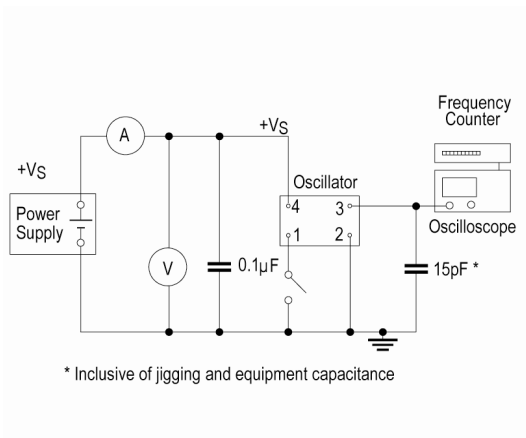 Frequency
Counter
+VS
A
+VS
Oscillator
Power
Supply
4
3
1
2
Oscilloscope
V
0.1µF
15pF *
* Inclusive of jigging and equipment capacitance